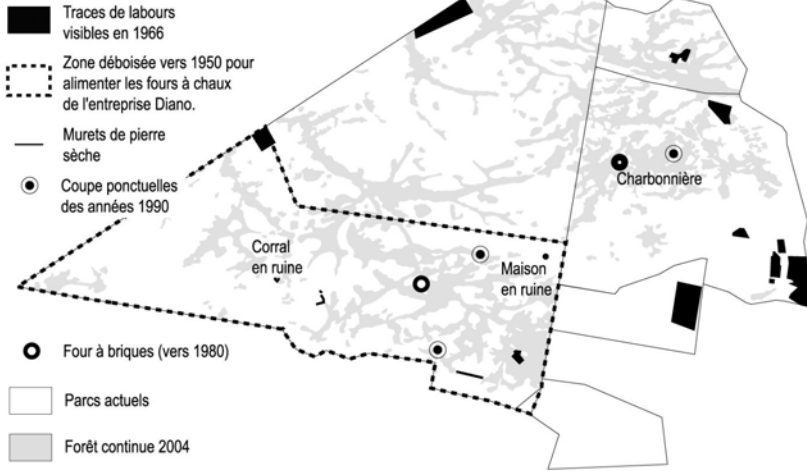 Traces de labours
visibles en 1966
Zone déboisée vers 1950 pour
alimenter les fours à chaux
de l'entreprise Diano.
Murets de pierre
sèche
Coupe ponctuelles
des années 1990
Charbonnière
Corral
en ruine
Maison
en ruine
Four à briques (vers 1980)
Parcs actuels
Forêt continue 2004